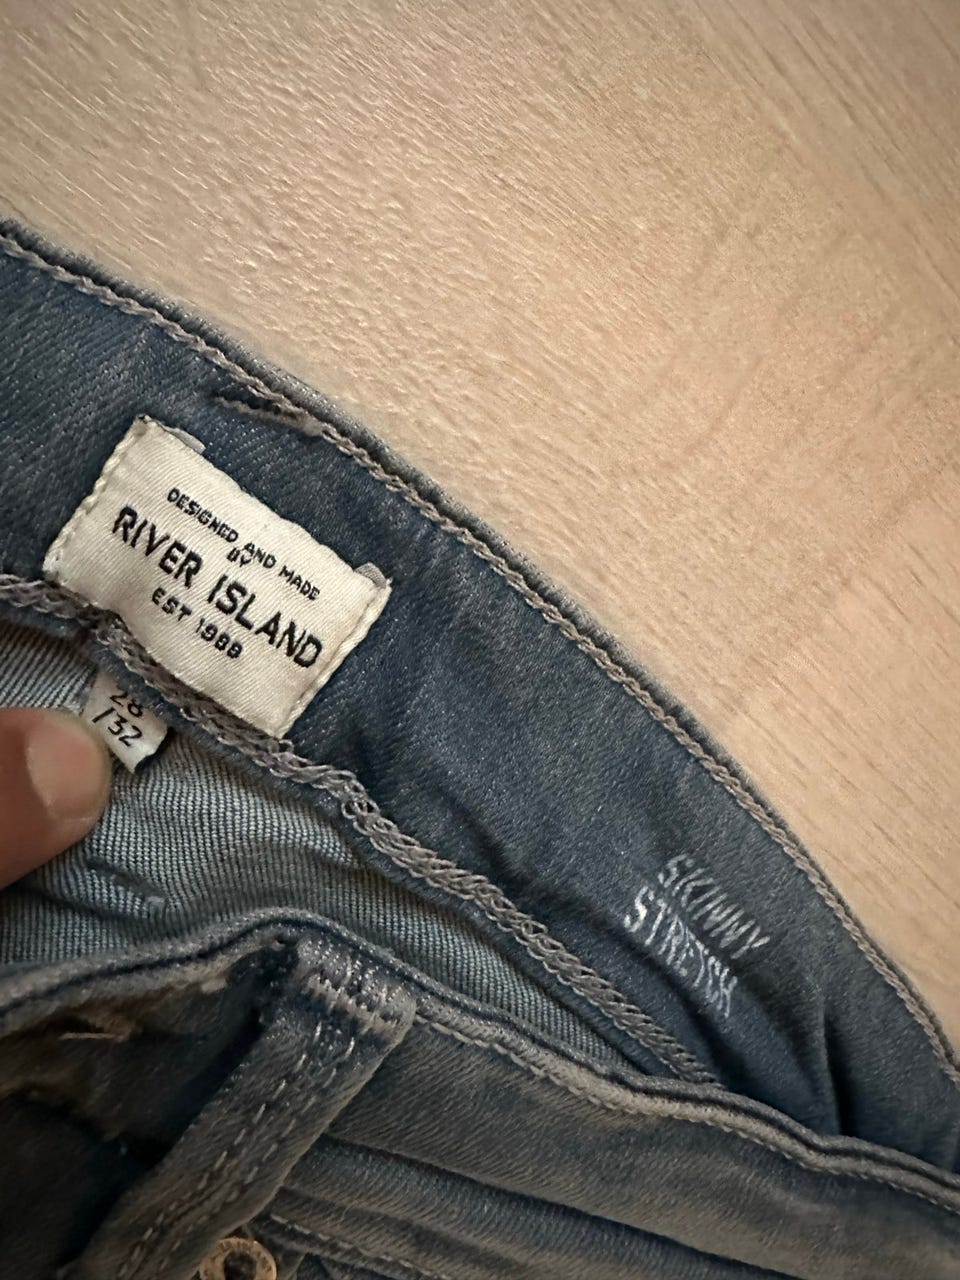 DESIGNED AND MADE
BY
RIVER ISLAND
EST 1988
28
/32
SKINNY
STRETCH